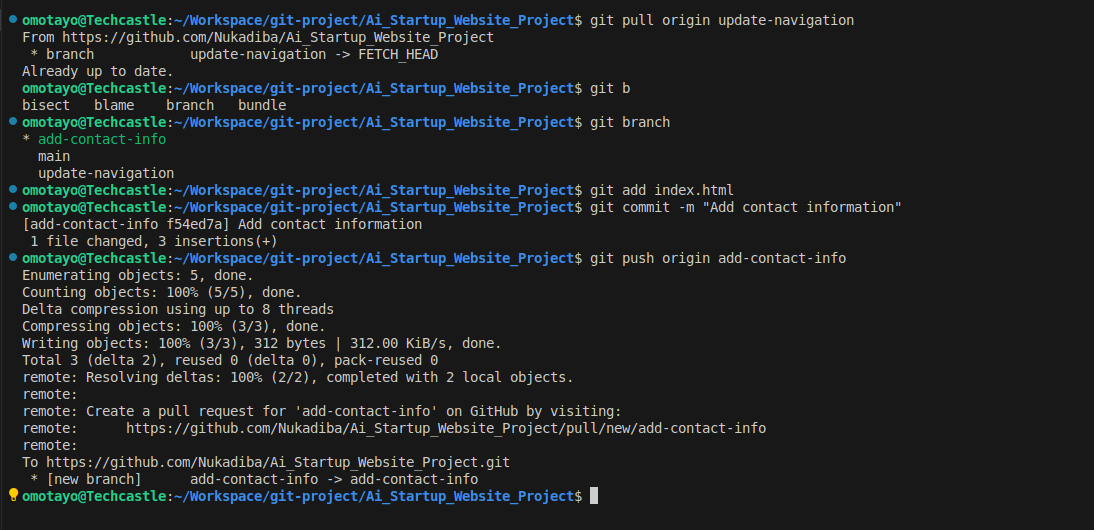 omotayo@Techcastle:~/Workspace/git-project/Ai_Startup_Website_Project$ git pull origin update-navigation
From https://github.com/Nukadiba/Ai_Startup_Website_Project
 * branch            update-navigation -> FETCH_HEAD
Already up to date.
omotayo@Techcastle:~/Workspace/git-project/Ai_Startup_Website_Project$ git b
bisect   blame    branch   bundle
omotayo@Techcastle:~/Workspace/git-project/Ai_Startup_Website_Project$ git branch
* add-contact-info
  main
  update-navigation
omotayo@Techcastle:~/Workspace/git-project/Ai_Startup_Website_Project$ git add index.html
omotayo@Techcastle:~/Workspace/git-project/Ai_Startup_Website_Project$ git commit -m "Add contact information"
[add-contact-info f54ed7a] Add contact information
 1 file changed, 3 insertions(+)
omotayo@Techcastle:~/Workspace/git-project/Ai_Startup_Website_Project$ git push origin add-contact-info
Enumerating objects: 5, done.
Counting objects: 100% (5/5), done.
Delta compression using up to 8 threads
Compressing objects: 100% (3/3), done.
Writing objects: 100% (3/3), 312 bytes | 312.00 KiB/s, done.
Total 3 (delta 2), reused 0 (delta 0), pack-reused 0
remote: Resolving deltas: 100% (2/2), completed with 2 local objects.
remote:
remote: Create a pull request for 'add-contact-info' on GitHub by visiting:
remote:      https://github.com/Nukadiba/Ai_Startup_Website_Project/pull/new/add-contact-info
remote:
To https://github.com/Nukadiba/Ai_Startup_Website_Project.git
 * [new branch]      add-contact-info -> add-contact-info
omotayo@Techcastle:~/Workspace/git-project/Ai_Startup_Website_Project$